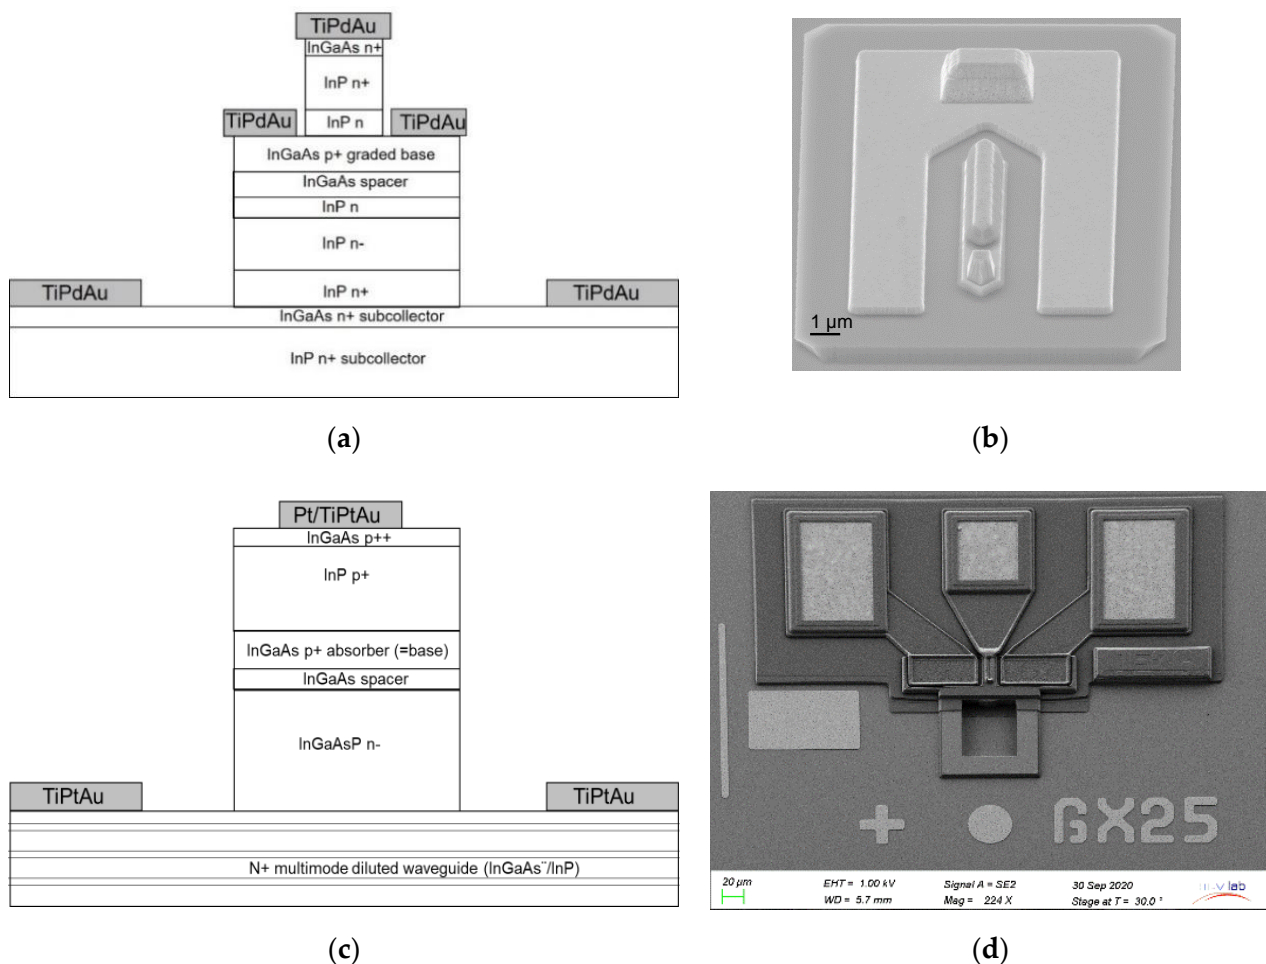 TiPdAu
InGaAs n+
InP n+
TiPdAu InP n TiPdAu
InGaAs p+ graded base
InGaAs spacer
InP n
InP n-
TiPdAu InP n+ TiPdAu
InGaAs n+ subcollector
InP n+ subcollector
1 µm
(a) (b)
Pt/TiPtAu
InGaAs p++
InP p+
InGaAs p+ absorber (=base)
InGaAs spacer
InGaAsP n-
TiPtAu TiPtAu
N+ multimode diluted waveguide (InGaAs¨/InP)
GX25
20 µm EHT = 1.00 kV Signal A = SE2 30 Sep 2020 lab
WD = 5.7 mm Mag = 224 X Stage at T = 30.0 °
(c) (d)